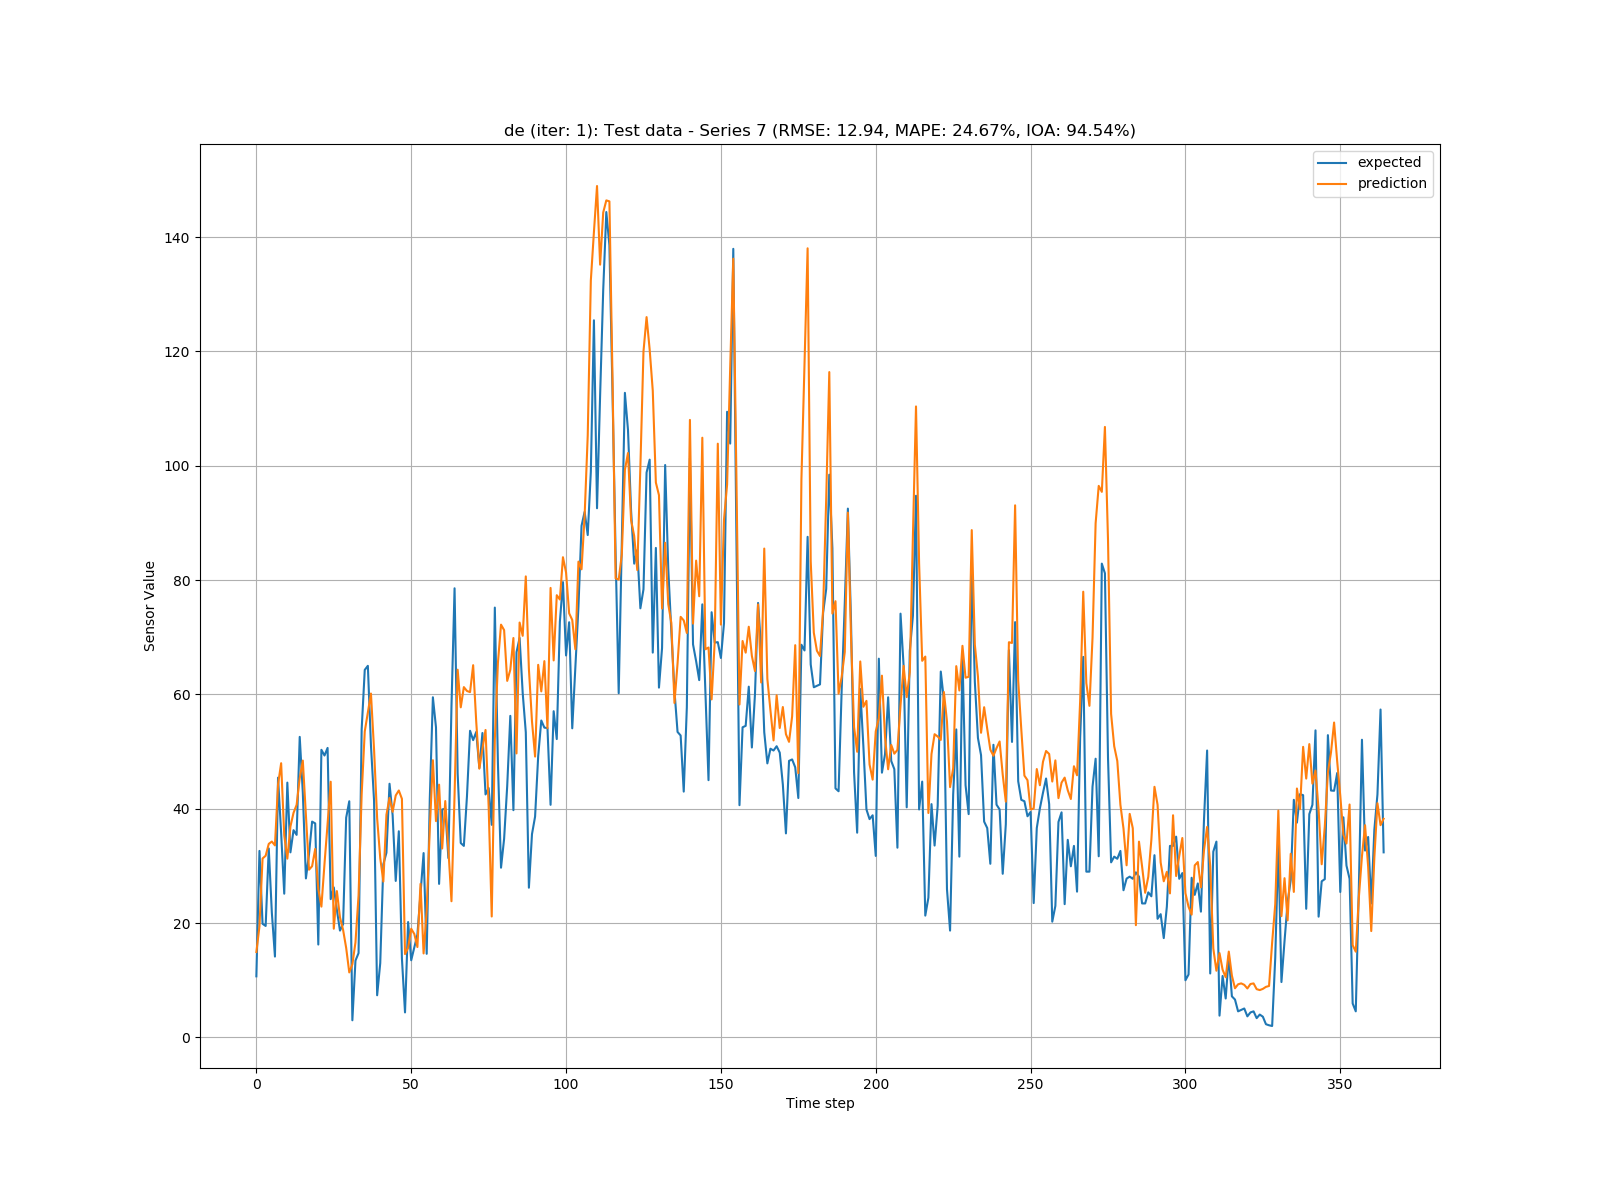 de (iter: 1): Test data - Series 7 (RMSE: 12.94, MAPE: 24.67%, IOA: 94.54%)
expected
prediction
140
120
100
80
60
40
20
0
Sensor Value
0 50 100 150 200 250 300 350
Time step